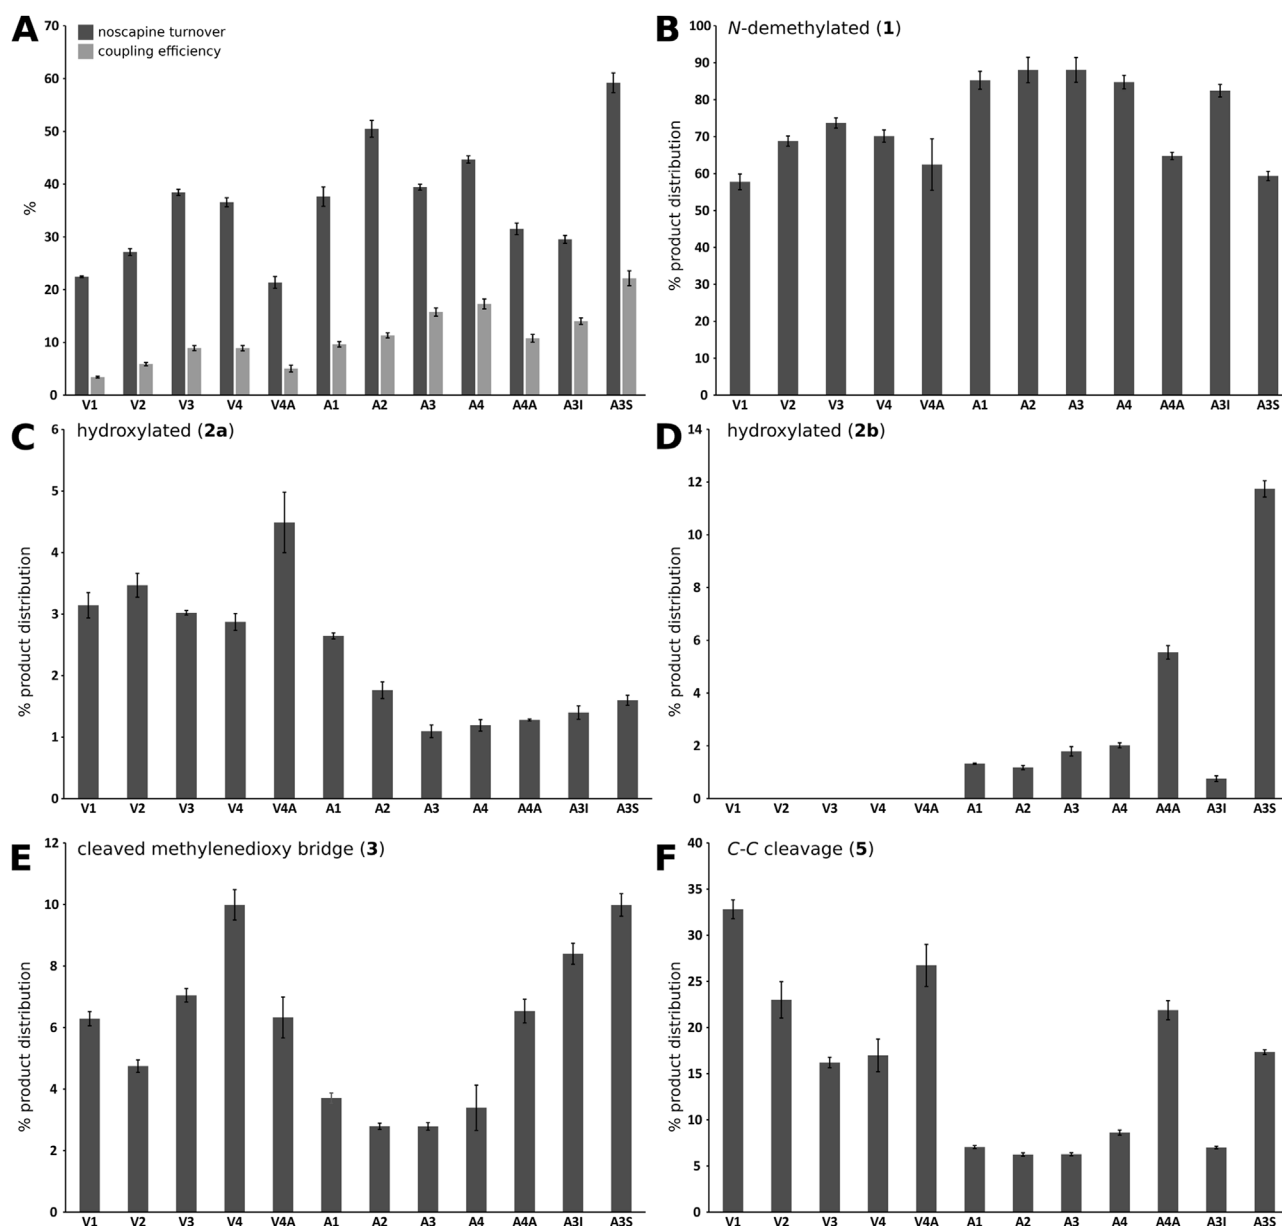 A
noscapine turnover
coupling efficiency
70
60
50
40
30
20
10
0
%
V1 V2 V3 V4 V4A A1 A2 A3 A4 A4A A3I A3S
B
N-demethylated (1)
100
90
80
70
60
50
40
30
20
10
0
% product distribution
V1 V2 V3 V4 V4A A1 A2 A3 A4 A4A A3I A3S
C
hydroxylated (2a)
6
5
4
3
2
1
0
% product distribution
V1 V2 V3 V4 V4A A1 A2 A3 A4 A4A A3I A3S
D
hydroxylated (2b)
14
12
10
8
6
4
2
0
% product distribution
V1 V2 V3 V4 V4A A1 A2 A3 A4 A4A A3I A3S
E
cleaved methylenedioxy bridge (3)
12
10
8
6
4
2
0
% product distribution
V1 V2 V3 V4 V4A A1 A2 A3 A4 A4A A3I A3S
F
C-C cleavage (5)
40
35
30
25
20
15
10
5
0
% product distribution
V1 V2 V3 V4 V4A A1 A2 A3 A4 A4A A3I A3S